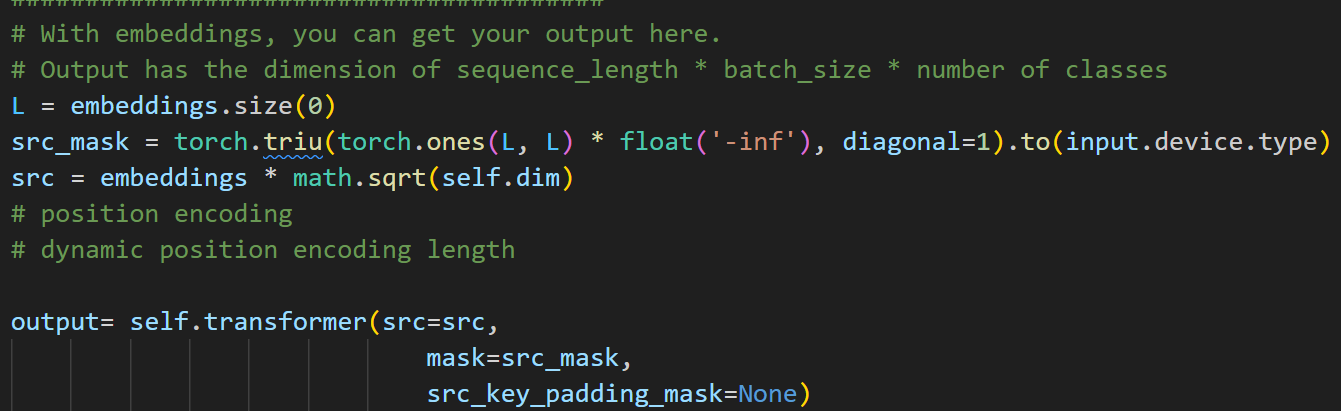 ########################################
# With embeddings, you can get your output here.
# Output has the dimension of sequence_length * batch_size * number of classes
L = embeddings.size(0)
src_mask = torch.triu(torch.ones(L, L) * float('-inf'), diagonal=1).to(input.device.type)
src = embeddings * math.sqrt(self.dim)
# position encoding
# dynamic position encoding length
output= self.transformer(src=src,
mask=src_mask,
src_key_padding_mask=None)